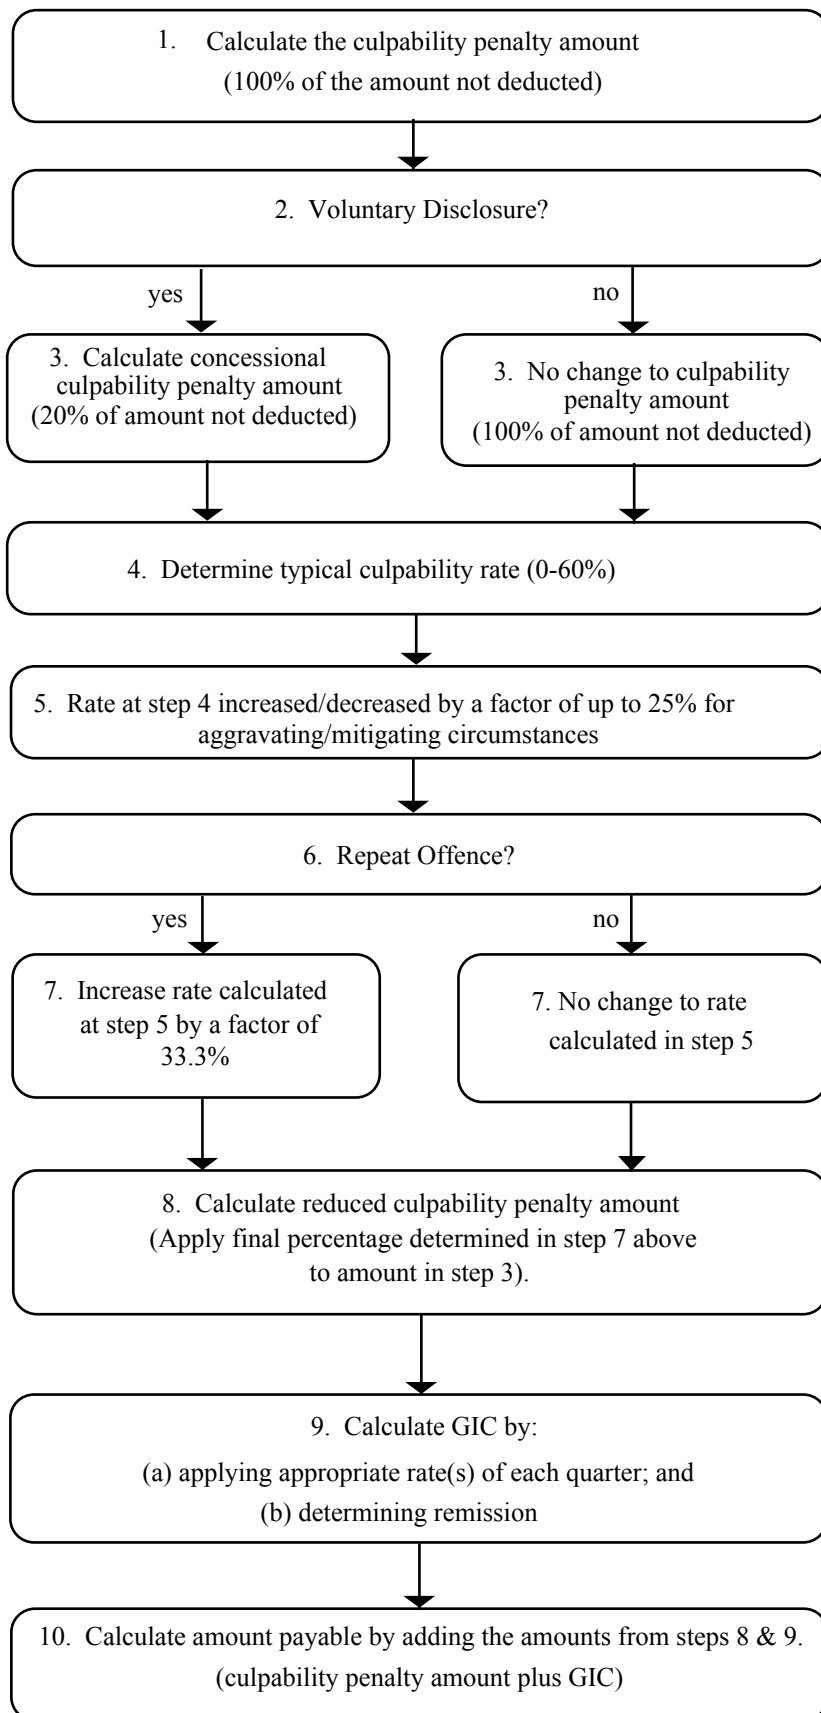 1. Calculate the culpability penalty amount
(100% of the amount not deducted)
2. Voluntary Disclosure?
yes
no
3. Calculate concessional
culpability penalty amount
(20% of amount not deducted)
3. No change to culpability
penalty amount
(100% of amount not deducted)
4. Determine typical culpability rate (0-60%)
5. Rate at step 4 increased/decreased by a factor of up to 25% for
aggravating/mitigating circumstances
6. Repeat Offence?
yes
no
7. Increase rate calculated
at step 5 by a factor of
33.3%
7. No change to rate
calculated in step 5
8. Calculate reduced culpability penalty amount
(Apply final percentage determined in step 7 above
to amount in step 3).
9. Calculate GIC by:
(a) applying appropriate rate(s) of each quarter; and
(b) determining remission
10. Calculate amount payable by adding the amounts from steps 8 & 9.
(culpability penalty amount plus GIC)